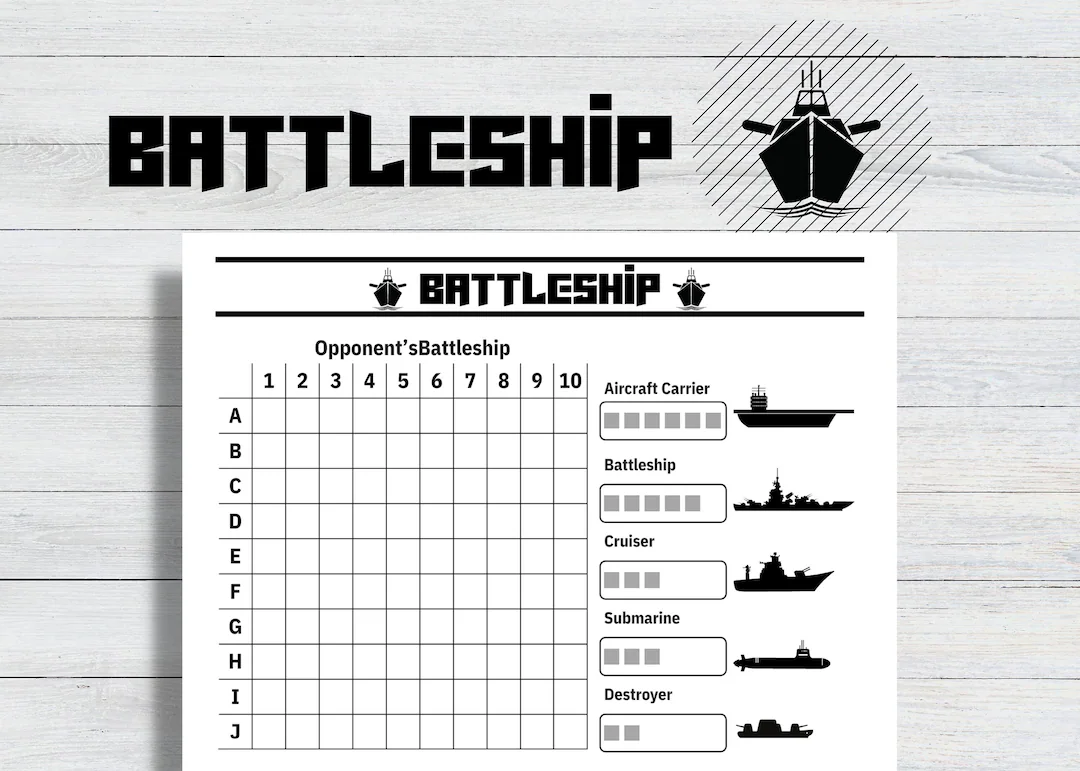 BATTLESHIP
BATTLESHIP
Opponent'sBattleship
1 2 3 4 5 6 7 8 9 10
A
B
C
D
E
F
G
H
I
J
Aircraft Carrier
Battleship
Cruiser
Submarine
Destroyer